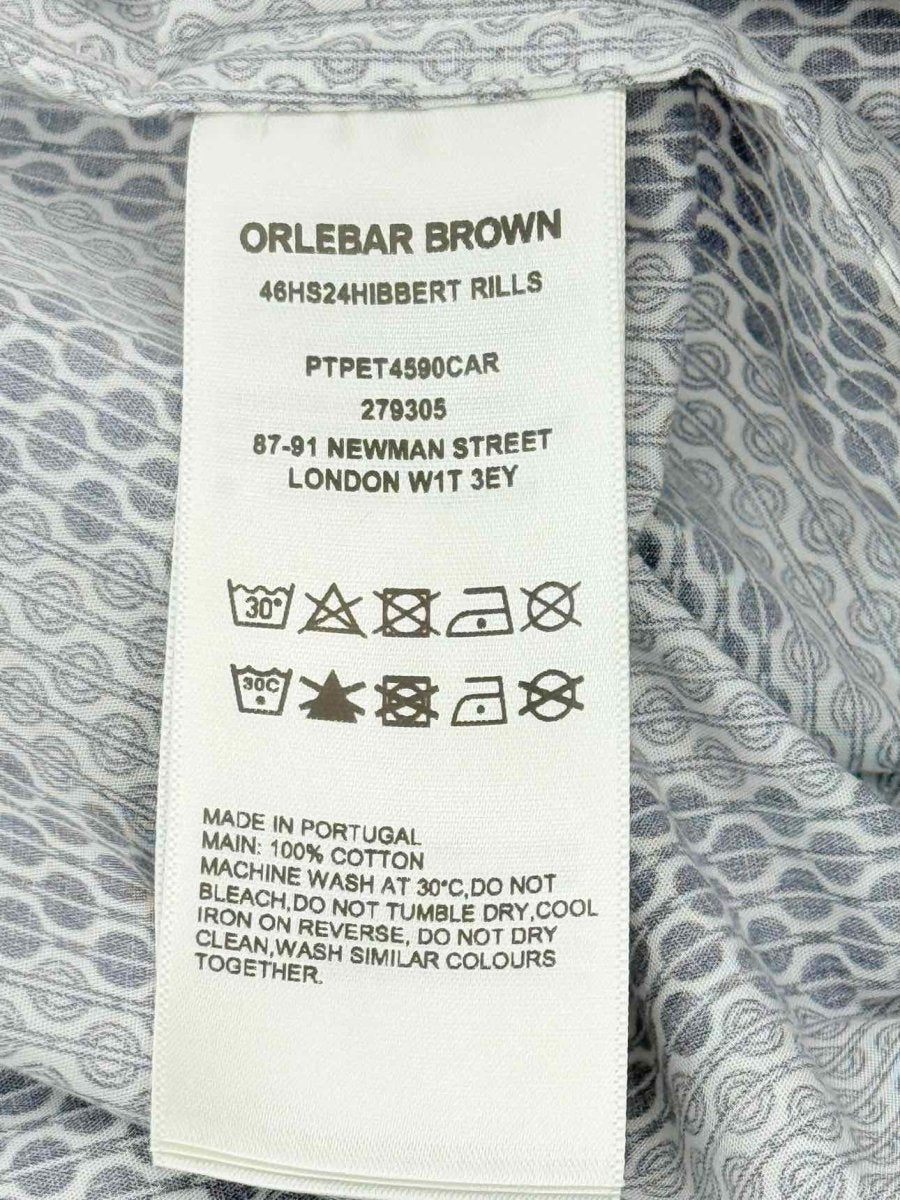 ORLEBAR BROWN
46HS24HIBBERT RILLS
PTPET4590CAR
279305
87-91 NEWMAN STREET
LONDON W1T 3EY
30°
30C
MADE IN PORTUGAL
MAIN: 100% COTTON
MACHINE WASH AT 30°C,DO NOT
BLEACH,DO NOT TUMBLE DRY,COOL
IRON ON REVERSE, DO NOT DRY
CLEAN,WASH SIMILAR COLOURS
TOGETHER.